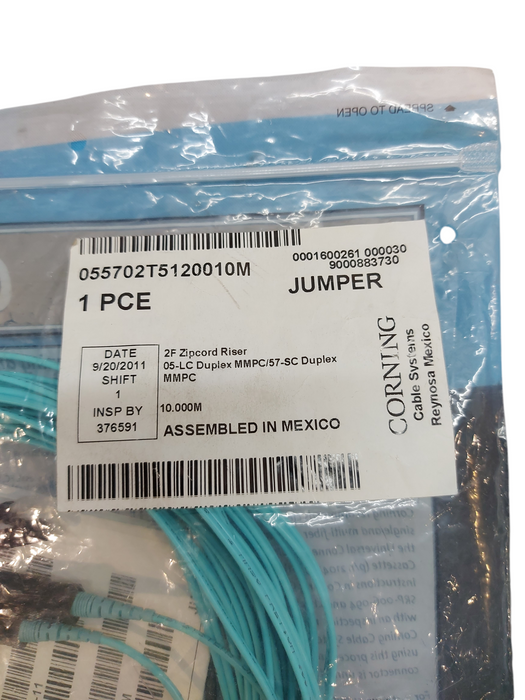 SPREAD TO OPEN
055702T5120010M
0001600261 000030
9000883730
1 PCE
JUMPER
DATE
9/20/2011
SHIFT
1
INSP BY
376591
2F Zipcord Riser
05-LC Duplex MMPC/57-SC Duplex
MMPC
10.000M
ASSEMBLED IN MEXICO
CORNING
Cable Systems
Reynosa Mexico